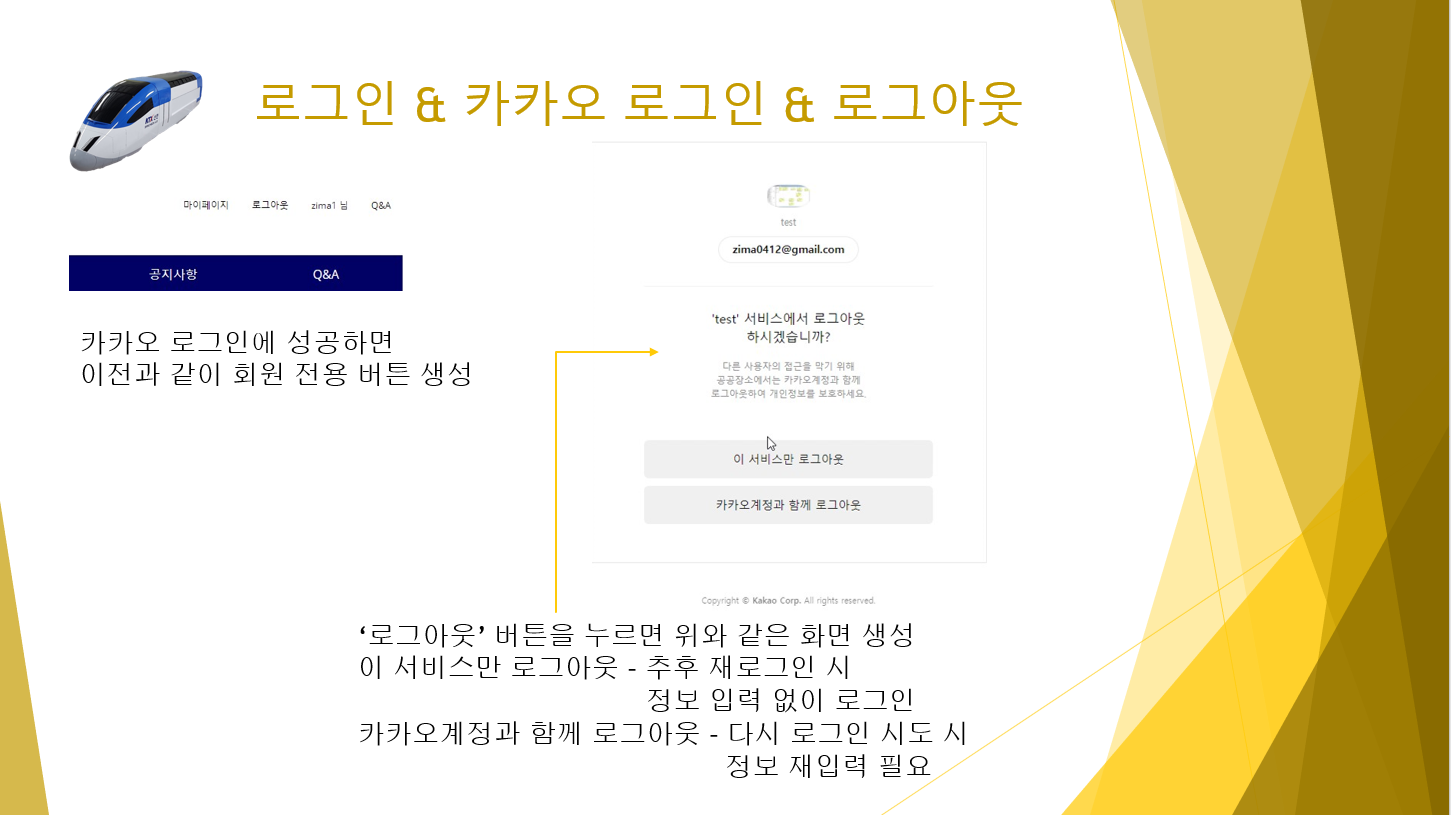 로그인 & 카카오 로그인 & 로그아웃
KTX
마이페이지 로그아웃 zima1 님 Q&A
공지사항 Q&A
카카오 로그인에 성공하면
이전과 같이 회원 전용 버튼 생성
test
zima0412@gmail.com
'test' 서비스에서 로그아웃
하시겠습니까?
다른 사용자의 접근을 막기 위해
공공장소에서는 카카오계정과 함께
로그아웃하여 개인정보를 보호하세요.
이 서비스만 로그아웃
카카오계정과 함께 로그아웃
Copyright © Kakao Corp. All rights reserved.
‘로그아웃’ 버튼을 누르면 위와 같은 화면 생성
이 서비스만 로그아웃 - 추후 재로그인 시
정보 입력 없이 로그인
카카오계정과 함께 로그아웃 - 다시 로그인 시도 시
정보 재입력 필요